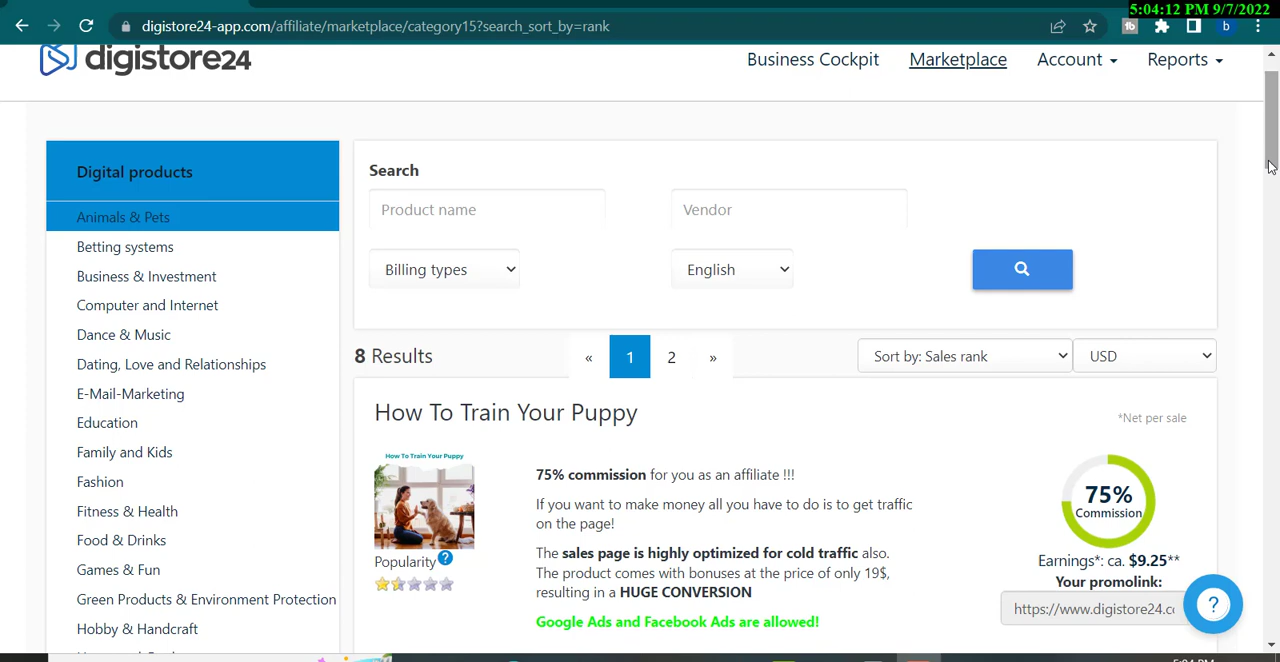 5:04:12 PM 9/7/2022
digistore24-app.com/affiliate/marketplace/category15?search_sort_by=rank
b
digistore24
Business Cockpit
Marketplace
Account
Reports
Digital products
Animals & Pets
Betting systems
Business & Investment
Computer and Internet
Dance & Music
Dating, Love and Relationships
E-Mail-Marketing
Education
Family and Kids
Fashion
Fitness & Health
Food & Drinks
Games & Fun
Green Products & Environment Protection
Hobby & Handcraft
Search
Product name
Vendor
Billing types
English
8 Results
« 1 2 »
Sort by: Sales rank
USD
How To Train Your Puppy
*Net per sale
How To Train Your Puppy
Popularity ?
75% commission for you as an affiliate !!!
If you want to make money all you have to do is to get traffic
on the page!
The sales page is highly optimized for cold traffic also.
The product comes with bonuses at the price of only 19$,
resulting in a HUGE CONVERSION
Google Ads and Facebook Ads are allowed!
75%
Commission
Earnings*: ca. $9.25**
Your promolink:
https://www.digistore24.c
?